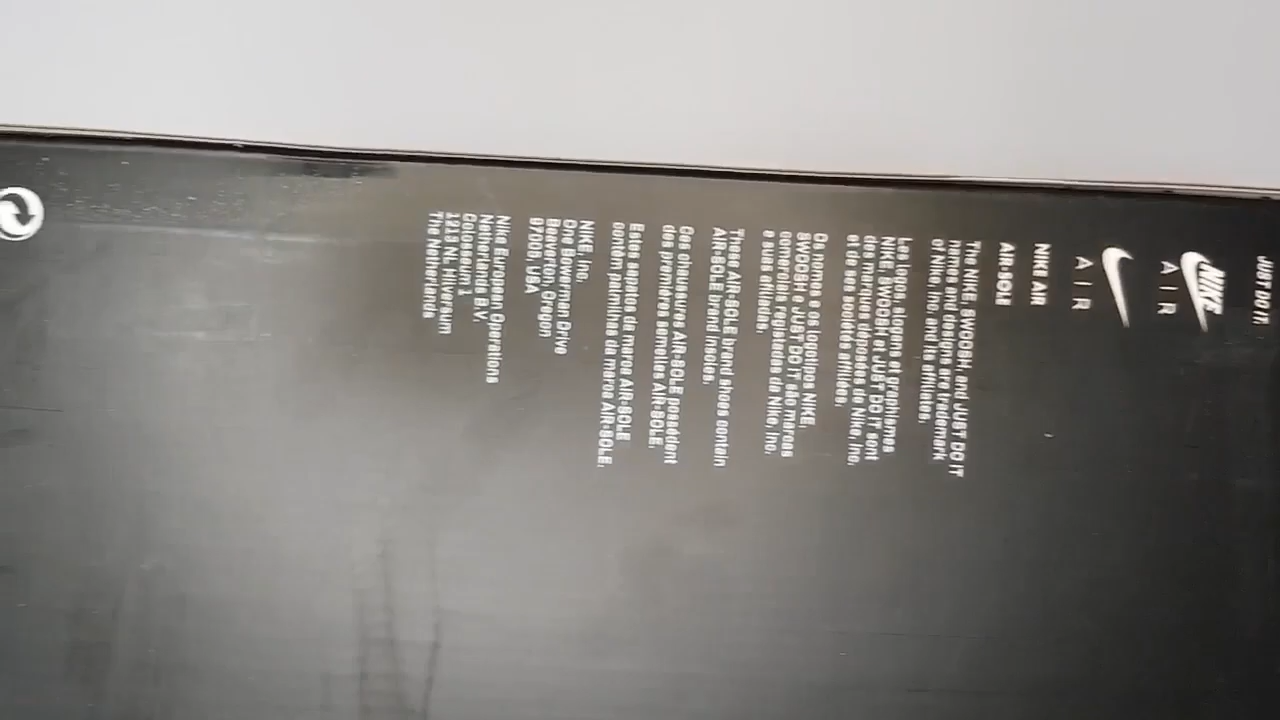 JUST DO IT.
NIKE
AIR
AIR
NIKE AIR
AIR-SOLE
The NIKE, SWOOSH, and JUST DO IT
name and designs are trademark
of Nike, Inc. and its affiliates.
Les logos, slogans et graphismes
NIKE, SWOOSH et JUST DO IT sont
des marques déposées de Nike, Inc.
et de ses sociétés affiliées.
Os nomes e os logotipos NIKE,
SWOOSH e JUST DO IT são marcas
comerciais registadas da Nike, Inc.
e suas afiliadas.
These AIR-SOLE brand shoes contain
AIR-SOLE brand insoles.
Ces chaussures AIR-SOLE possèdent
des premières semelles AIR-SOLE.
Estes sapatos da marca AIR-SOLE
contêm palmilhas da marca AIR-SOLE.
NIKE, Inc.
One Bowerman Drive
Beaverton, Oregon
97005, USA
Nike European Operations
Netherlands B.V.
Colosseum 1
1213 NL Hilversum
The Netherlands